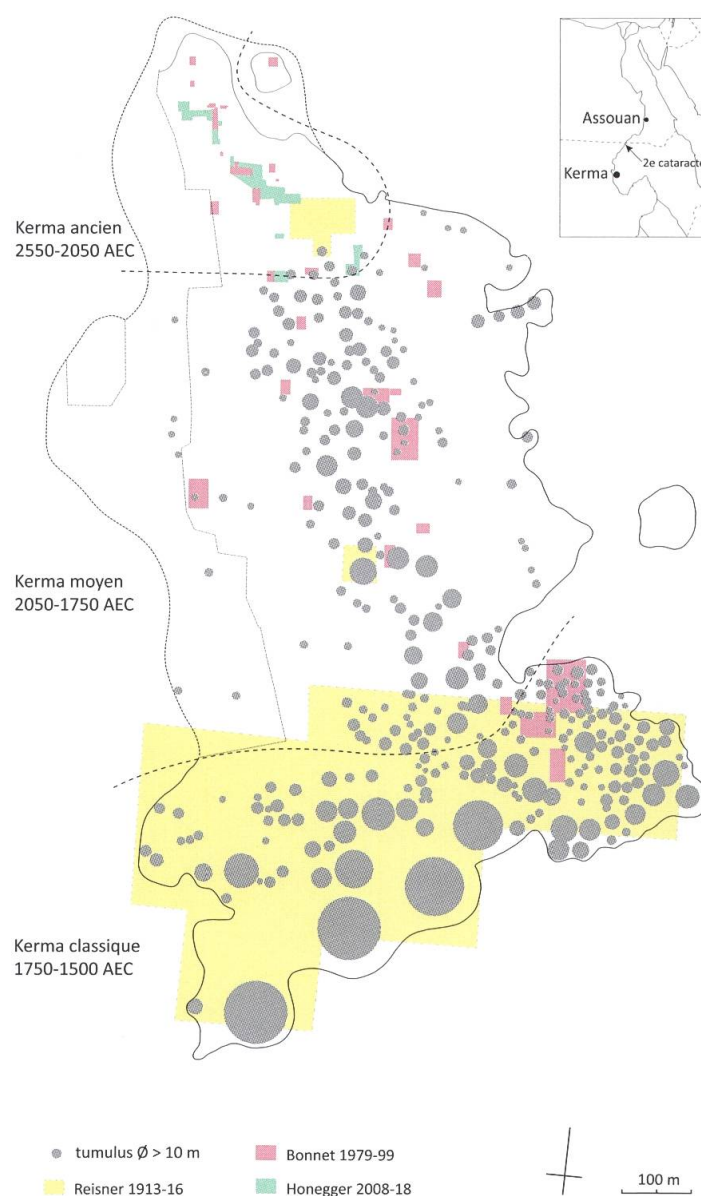 Assouan
2e cataracte
Kerma
Kerma ancien
2550-2050 AEC
Kerma moyen
2050-1750 AEC
Kerma classique
1750-1500 AEC
tumulus Ø > 10 m
Bonnet 1979-99
Reisner 1913-16
Honegger 2008-18
100 m